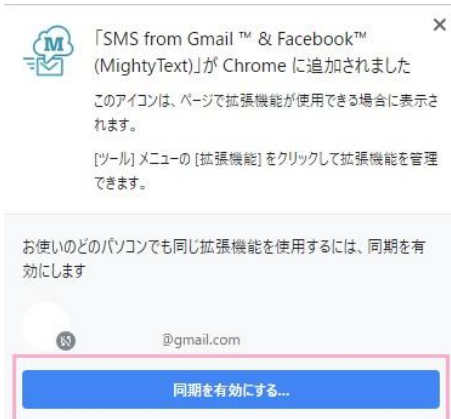 M
「SMS from Gmail ™ & Facebook™
(MightyText)」が Chrome に追加されました
このアイコンは、ページで拡張機能が使用できる場合に表示さ
れます。
[ツール] メニューの [拡張機能] をクリックして拡張機能を管理
できます。
お使いのどのパソコンでも同じ拡張機能を使用するには、同期を有
効にします
@gmail.com
同期を有効にする...